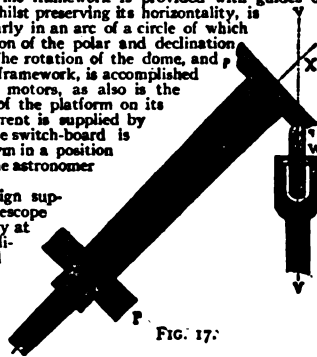 the framework is provided with guides
whilst preserving its horizontality, is
arly in an arc of a circle of which
on of the polar and declination
he rotation of the dome, and
framework, is accomplished
motors, as also is the
of the platform on its
rrent is supplied by
e switch-board is
rm in a position
e astronomer
ign sup-
escope
y at
di-
P
V
X
V
P
FIG. 17.